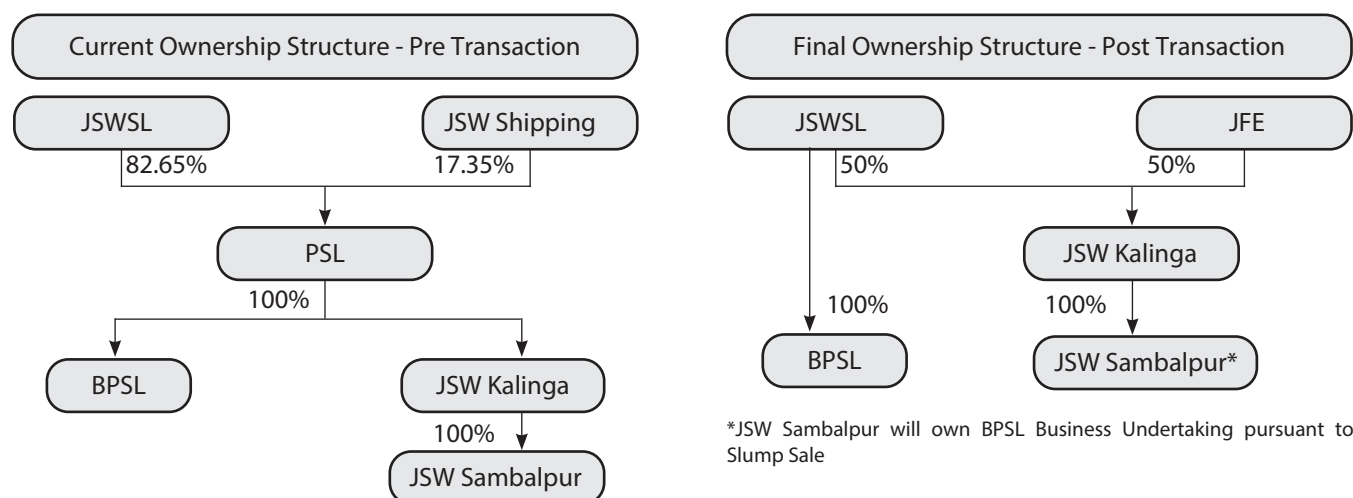 Current Ownership Structure - Pre Transaction
JSWSL
JSW Shipping
82.65%
17.35%
PSL
100%
BPSL
JSW Kalinga
100%
JSW Sambalpur
Final Ownership Structure - Post Transaction
JSWSL
JFE
50%
50%
JSW Kalinga
100%
100%
BPSL
JSW Sambalpur*
*JSW Sambalpur will own BPSL Business Undertaking pursuant to
Slump Sale